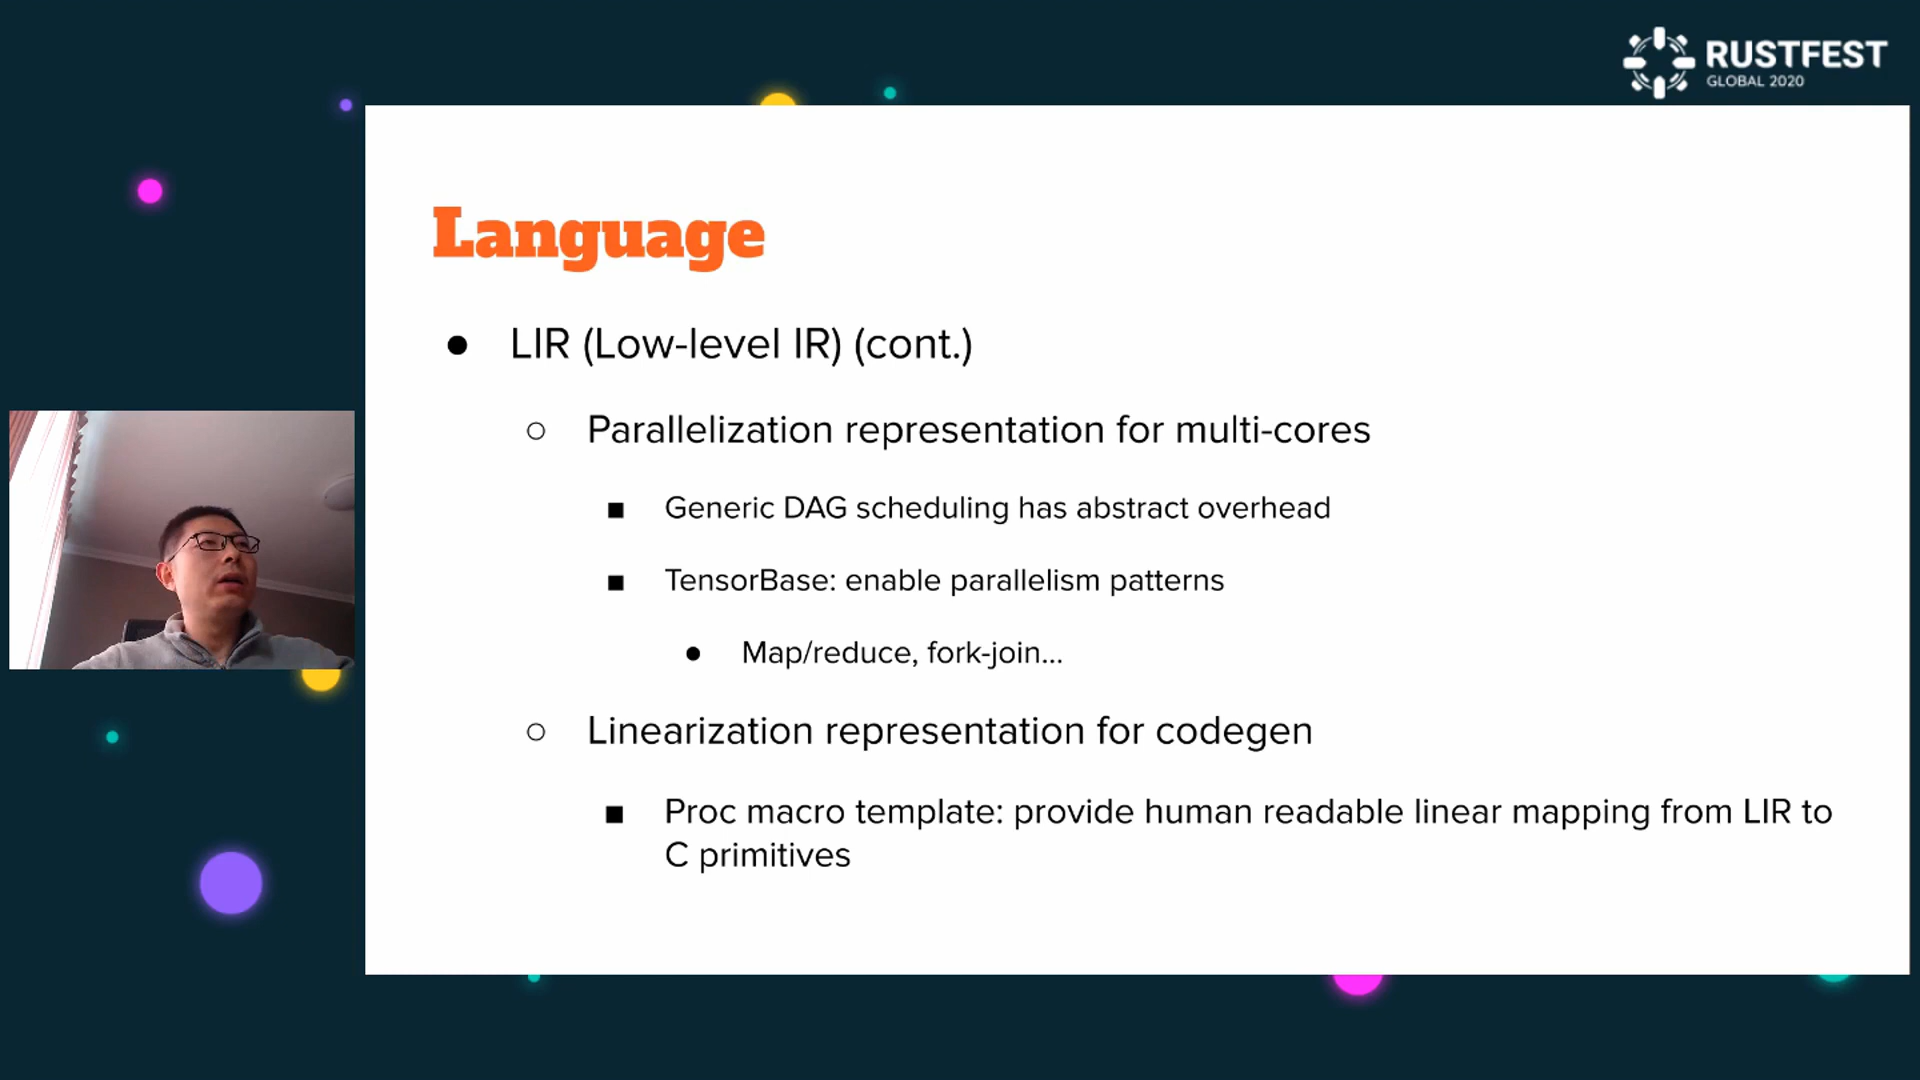 RUSTFEST
GLOBAL 2020
Language
● LIR (Low-level IR) (cont.)
○ Parallelization representation for multi-cores
■ Generic DAG scheduling has abstract overhead
■ TensorBase: enable parallelism patterns
● Map/reduce, fork-join...
○ Linearization representation for codegen
■ Proc macro template: provide human readable linear mapping from LIR to
C primitives